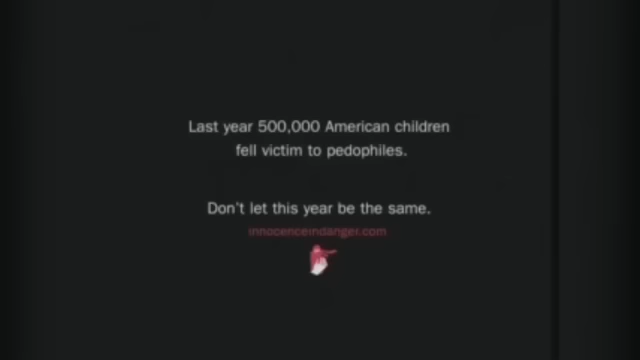 Last year 500,000 American children
fell victim to pedophiles.
Don't let this year be the same.
innocenceindanger.com